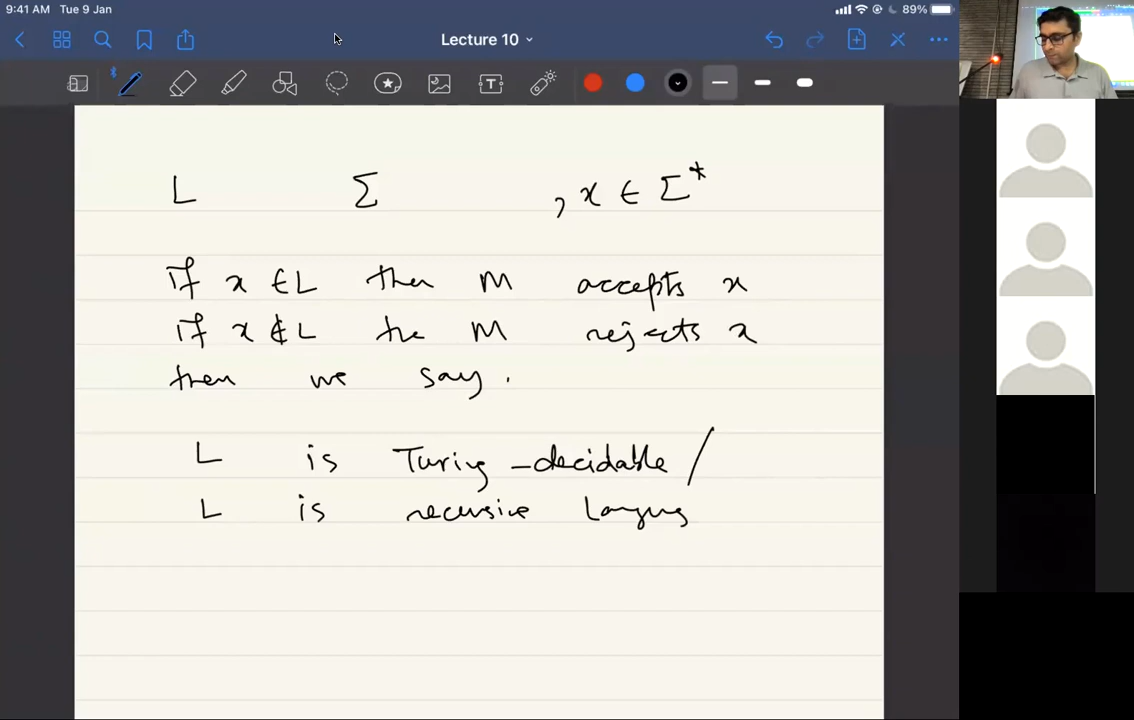 9:41 AM Tue 9 Jan
89%
Lecture 10
L Σ , x ∈ Σ*
If x ∈ L then M accepts x
if x ∉ L the M rejects x
then we say .
L is Turing -decidable /
L is recursive